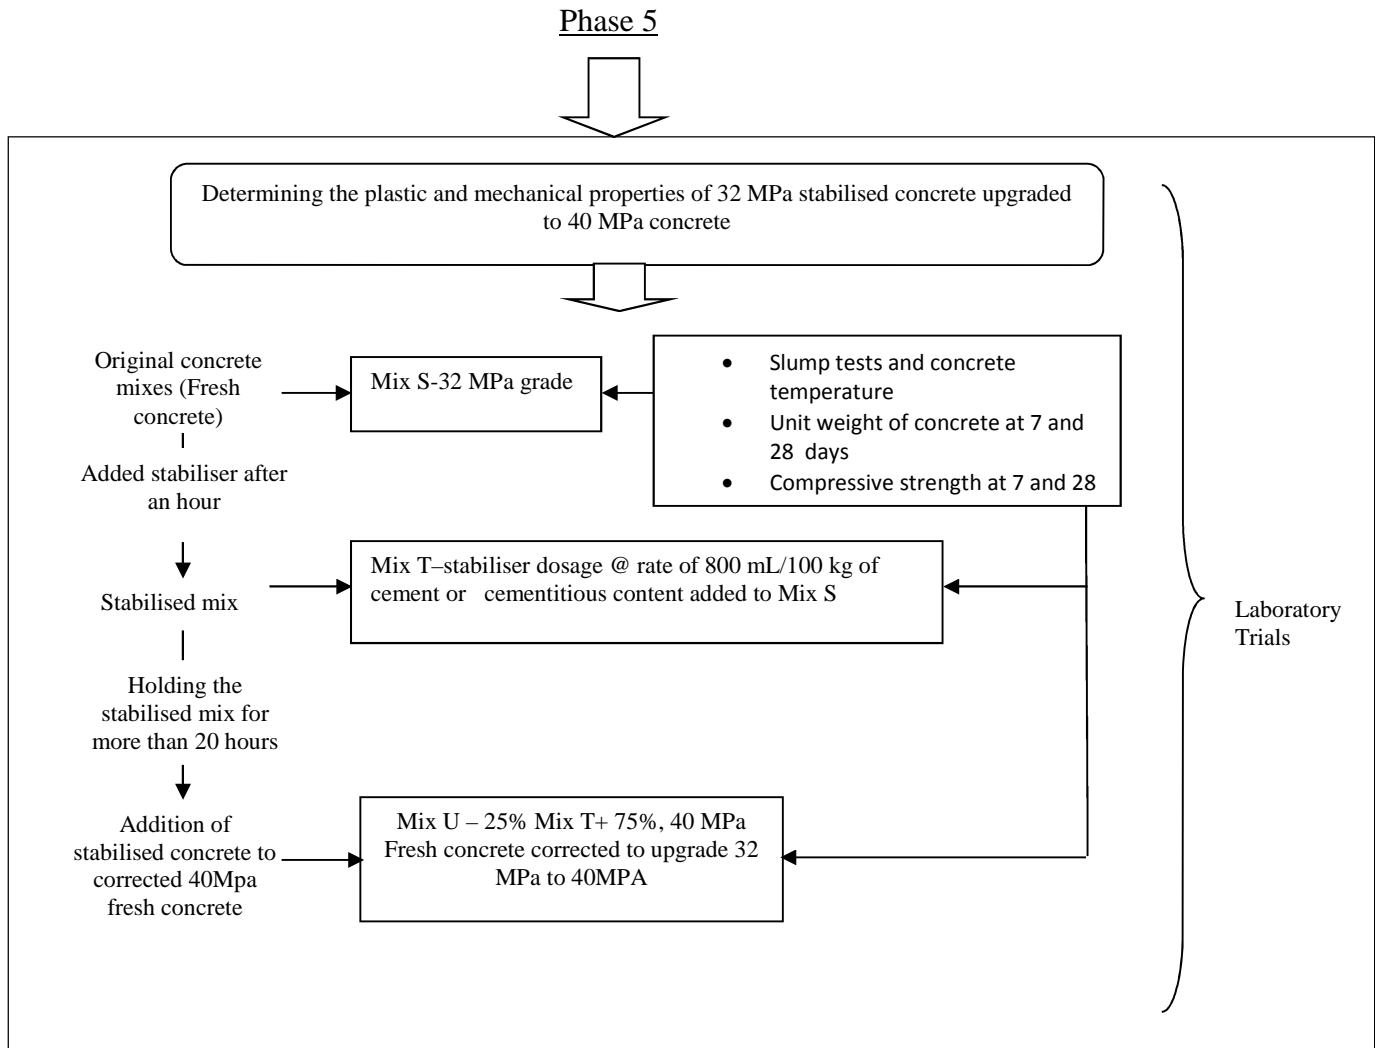 Phase 5
Determining the plastic and mechanical properties of 32 MPa stabilised concrete upgraded
to 40 MPa concrete
Original concrete
mixes (Fresh
concrete)
Mix S-32 MPa grade
• Slump tests and concrete
temperature
• Unit weight of concrete at 7 and
28 days
• Compressive strength at 7 and 28
Added stabiliser after
an hour
Stabilised mix
Mix T–stabiliser dosage @ rate of 800 mL/100 kg of
cement or cementitious content added to Mix S
Laboratory
Trials
Holding the
stabilised mix for
more than 20 hours
Addition of
stabilised concrete to
corrected 40Mpa
fresh concrete
Mix U – 25% Mix T+ 75%, 40 MPa
Fresh concrete corrected to upgrade 32
MPa to 40MPA